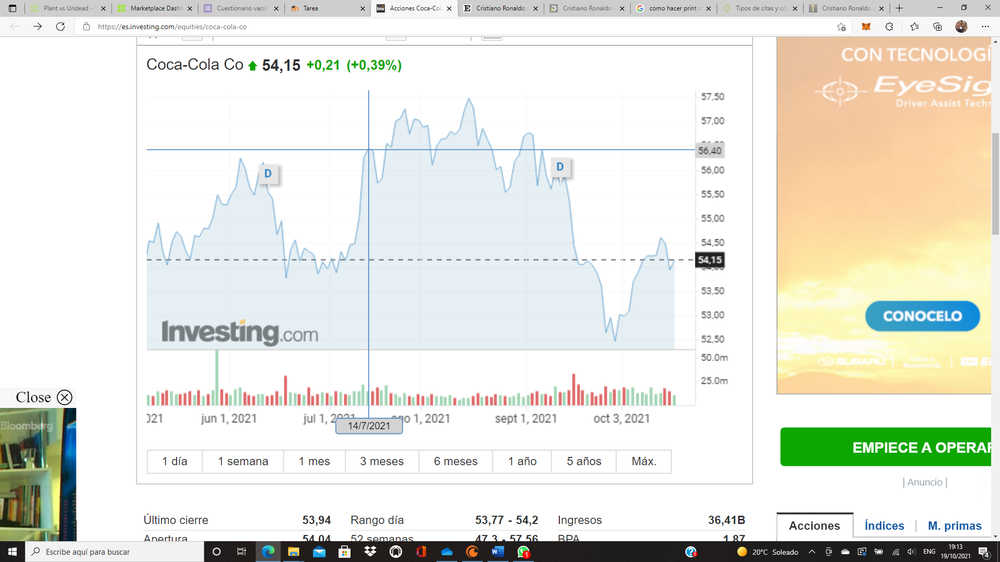 Plant vs Undead -
Marketplace Dashb
Cuestionario vacío
Tarea
Acciones Coca-Col
Cristiano Ronaldo
Cristiano Ronaldo
como hacer print d
Tipos de citas y có
Cristiano Ronaldo
https://es.investing.com/equities/coca-cola-co
Coca-Cola Co 54,15 +0,21 (+0,39%)
57,50
57,00
56,40
56,00
55,50
55,00
54,50
54,15
53,50
53,00
52,50
50.0m
25.0m
D
D
Investing.com
021
jun 1, 2021
jul 1, 2021
ago 1, 2021
sept 1, 2021
oct 3, 2021
14/7/2021
1 día
1 semana
1 mes
3 meses
6 meses
1 año
5 años
Máx.
Último cierre 53,94
Rango día 53,77 - 54,2
Ingresos 36,41B
Apertura 54,04
52 semanas 47,3 - 57,56
BPA 1,87
CON TECNOLOGÍ
EyeSig
Driver Assist Techn
CONOCELO
SUBARU
EMPIECE A OPERAR
| Anuncio |
Acciones
Índices
M. primas
Close
Bloomberg
Escribe aquí para buscar
1
20°C Soleado
ENG
19:13
19/10/2021
4